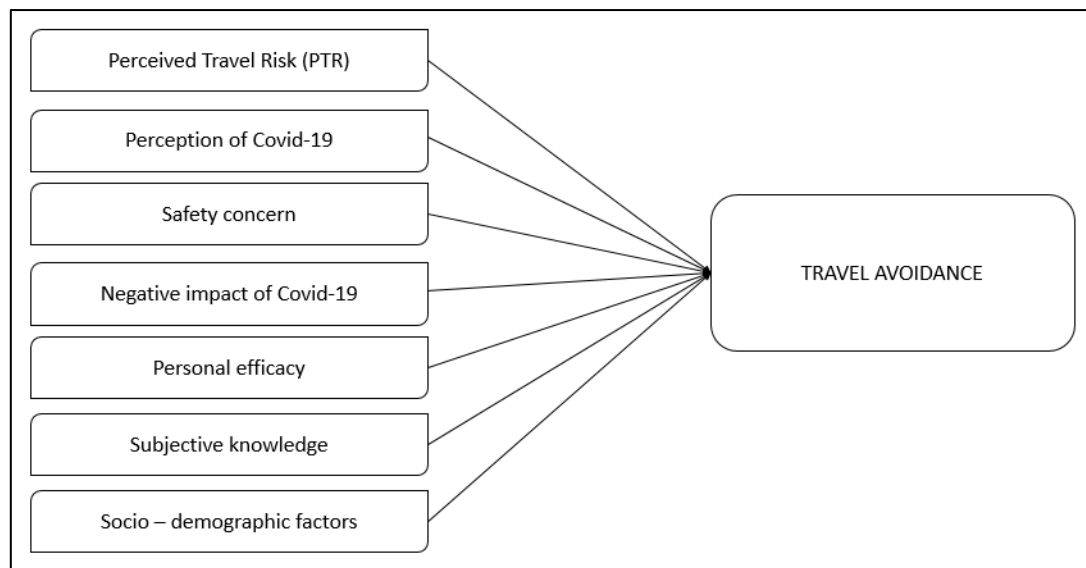 Perceived Travel Risk (PTR)
Perception of Covid-19
Safety concern
Negative impact of Covid-19
Personal efficacy
Subjective knowledge
Socio – demographic factors
TRAVEL AVOIDANCE